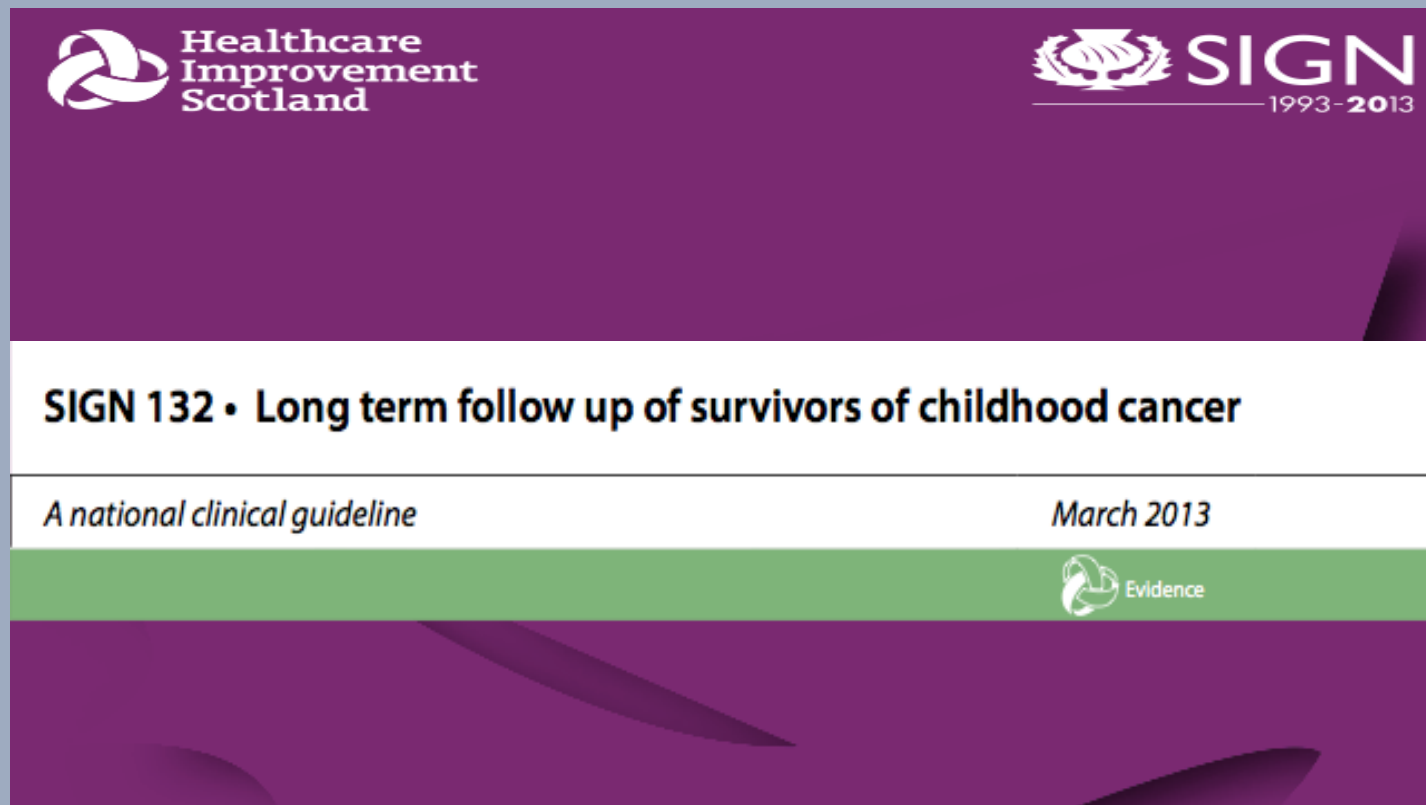 Healthcare
Improvement
Scotland
SIGN
1993-2013
SIGN 132 • Long term follow up of survivors of childhood cancer
A national clinical guideline
March 2013
Evidence